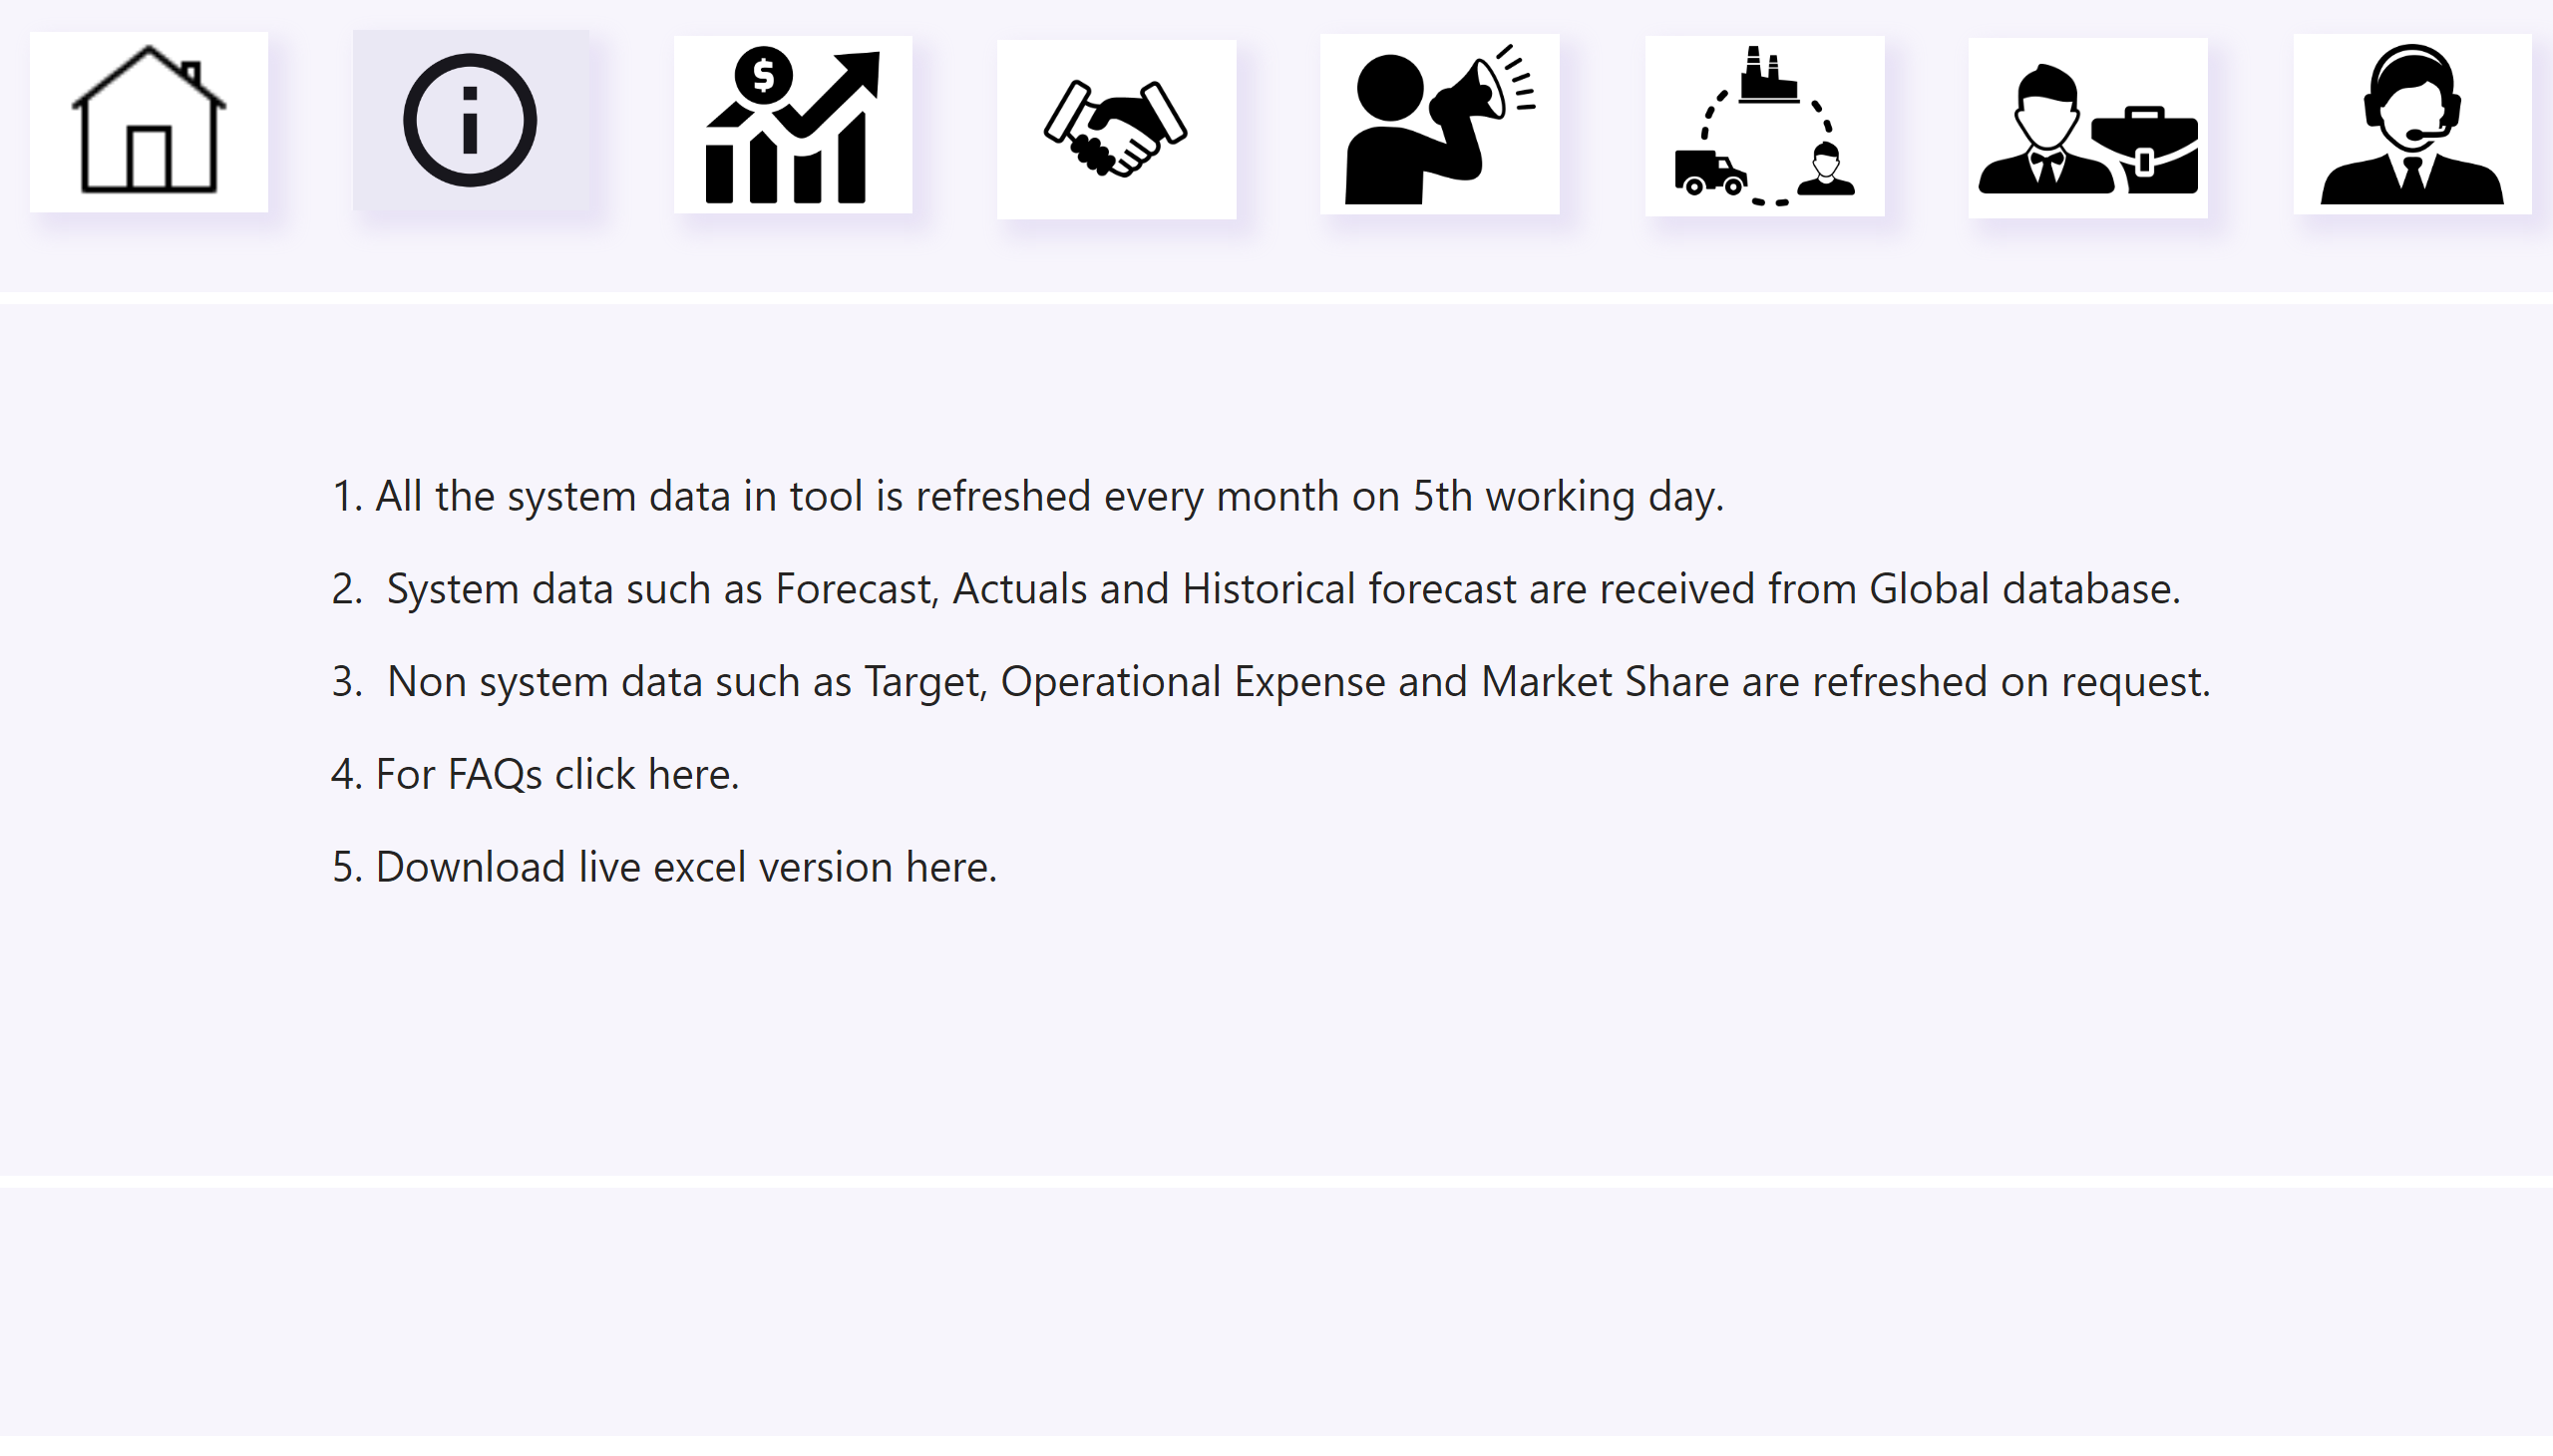 $
i
1. All the system data in tool is refreshed every month on 5th working day.
2.  System data such as Forecast, Actuals and Historical forecast are received from Global database.
3.  Non system data such as Target, Operational Expense and Market Share are refreshed on request.
4. For FAQs click here.
5. Download live excel version here.